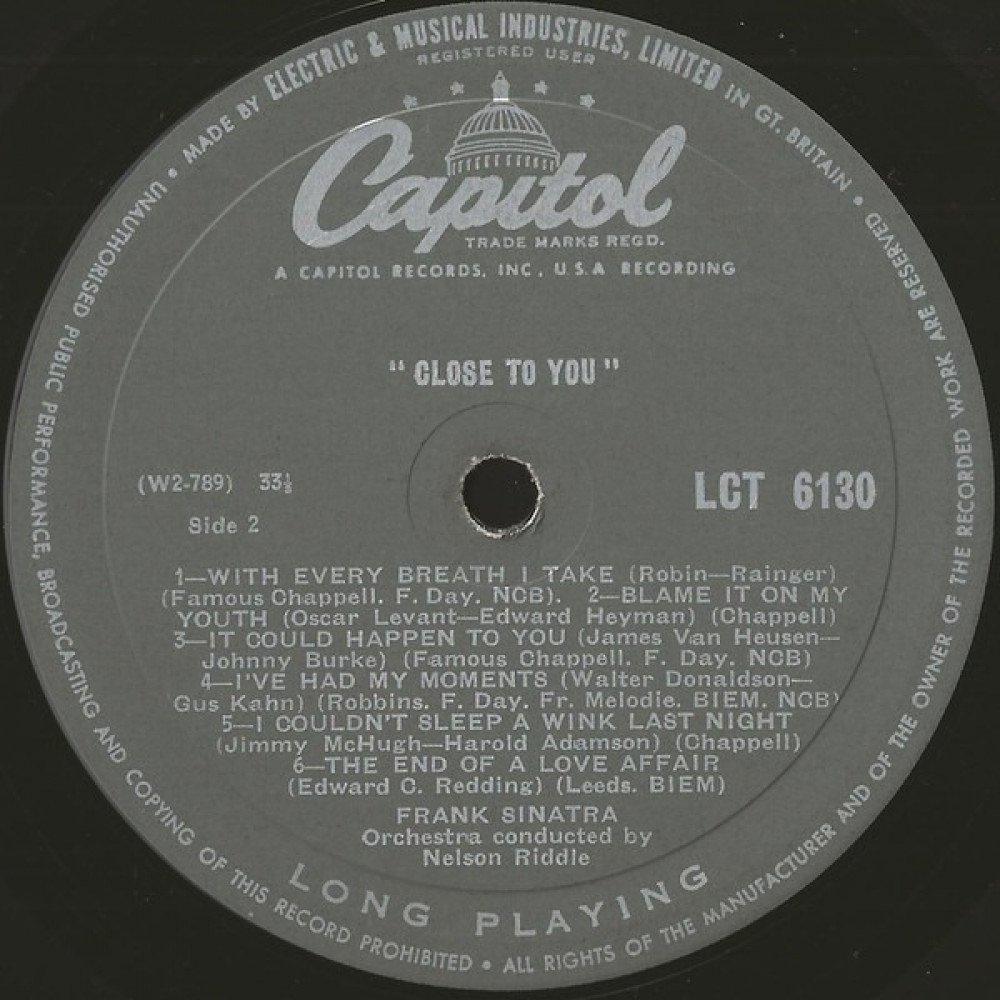 MADE BY ELECTRIC & MUSICAL INDUSTRIES, LIMITED IN GT. BRITAIN •
REGISTERED USER
Capitol
TRADE MARKS REGD.
A CAPITOL RECORDS, INC., U.S.A RECORDING
"CLOSE TO YOU"
(W2-789) 33⅓
LCT 6130
Side 2
1—WITH EVERY BREATH I TAKE (Robin—Rainger)
(Famous Chappell. F. Day. NCB). 2—BLAME IT ON MY
YOUTH (Oscar Levant—Edward Heyman) (Chappell)
3—IT COULD HAPPEN TO YOU (James Van Heusen—
Johnny Burke) (Famous Chappell. F. Day. NCB)
4—I'VE HAD MY MOMENTS (Walter Donaldson—
Gus Kahn) (Robbins. F. Day. Fr. Melodie. BIEM. NCB)
5—I COULDN'T SLEEP A WINK LAST NIGHT
(Jimmy McHugh—Harold Adamson) (Chappell)
6—THE END OF A LOVE AFFAIR
(Edward C. Redding) (Leeds. BIEM)
FRANK SINATRA
Orchestra conducted by
Nelson Riddle
LONG PLAYING
ALL RIGHTS OF THE MANUFACTURER AND OF THE OWNER OF THE RECORDED WORK ARE RESERVED •
UNAUTHORISED PUBLIC PERFORMANCE, BROADCASTING AND COPYING OF THIS RECORD PROHIBITED •